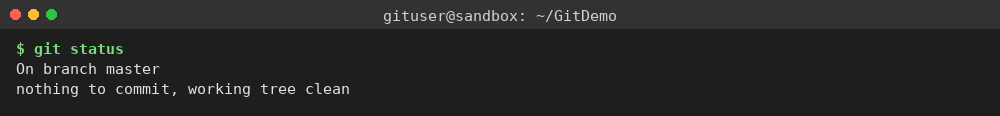 gituser@sandbox: ~/GitDemo
$ git status
On branch master
nothing to commit, working tree clean